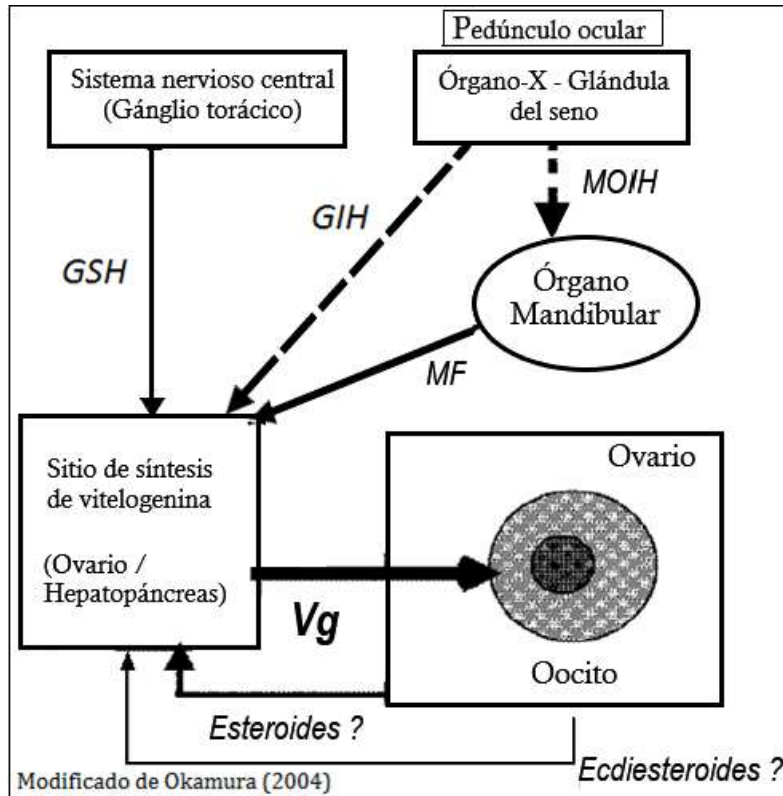 Pedúnculo ocular
Sistema nervioso central
(Gánglio torácico)
Órgano-X - Glándula
del seno
GSH
GIH
MOIH
Órgano
Mandibular
MF
Sitio de síntesis
de vitelogenina
(Ovario /
Hepatopáncreas)
Vg
Ovario
Oocito
Esteroides ?
Ecdiesteroides ?
Modificado de Okamura (2004)